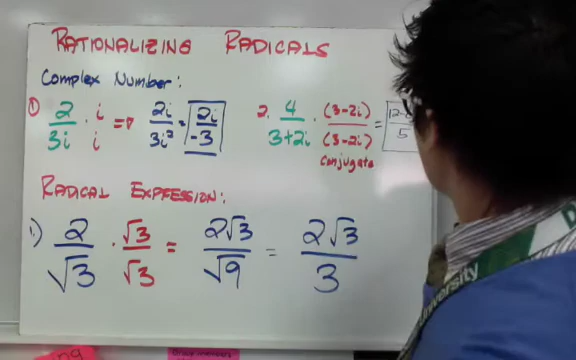 RATIONALIZING RADICALS
Complex Number:
① 2/3i · i/i ⇒ 2i/3i² = 2i/-3
2. 4/3+2i · (3-2i)/(3-2i) = 5
conjugate
RADICAL EXPRESSION:
1.) 2/√3 · √3/√3 = 2√3/√9 = 2√3/3
University